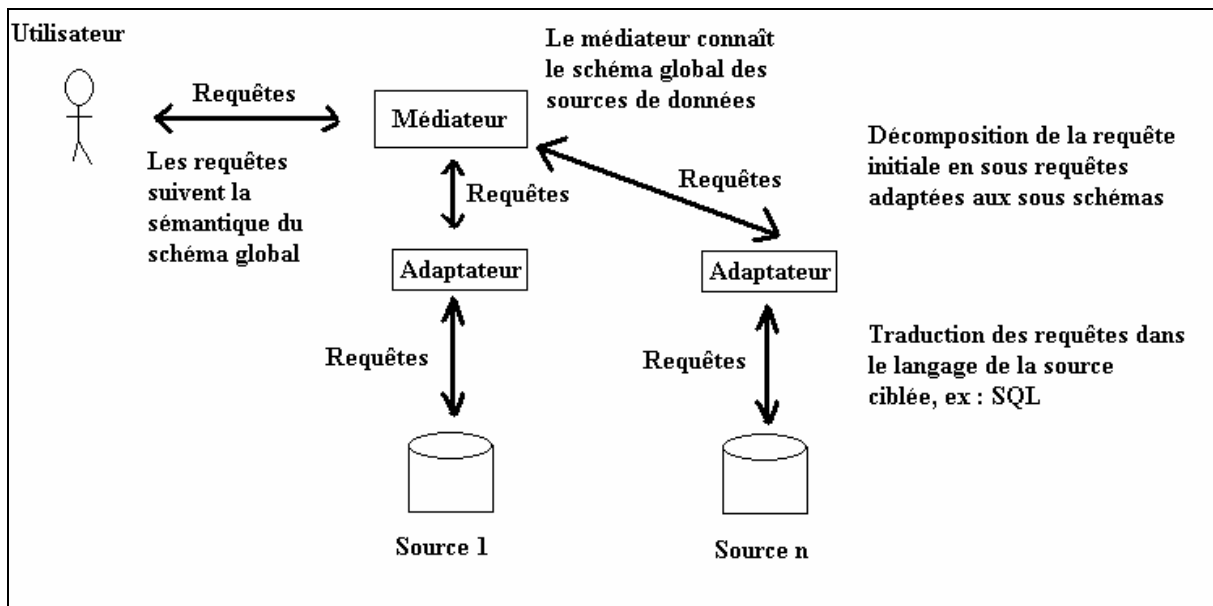 Utilisateur
Requêtes
Les requêtes
suivent la
sémantique du
schéma global
Médiateur
Le médiateur connaît
le schéma global des
sources de données
Requêtes
Requêtes
Décomposition de la requête
initiale en sous requêtes
adaptées aux sous schémas
Adaptateur
Adaptateur
Requêtes
Requêtes
Traduction des requêtes dans
le langage de la source
ciblée, ex : SQL
Source 1
Source n